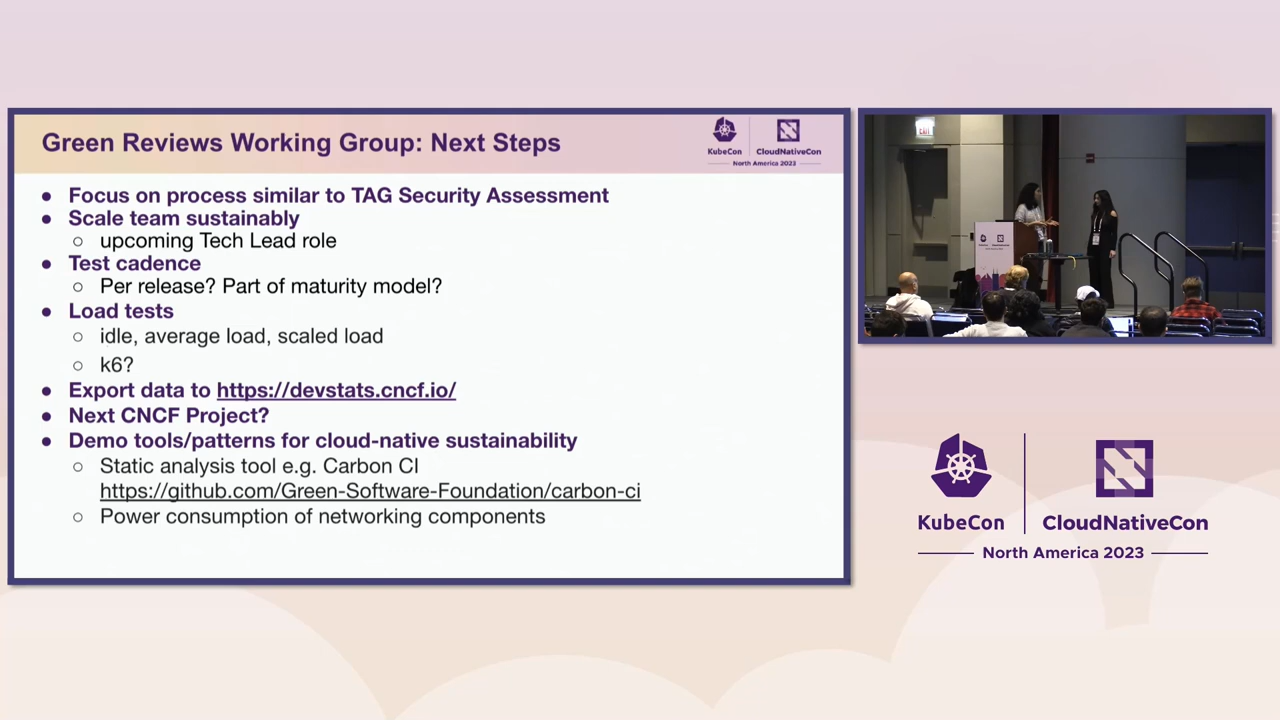 Green Reviews Working Group: Next Steps
KubeCon
CloudNativeCon
North America 2023
● Focus on process similar to TAG Security Assessment
● Scale team sustainably
○ upcoming Tech Lead role
● Test cadence
○ Per release? Part of maturity model?
● Load tests
○ idle, average load, scaled load
○ k6?
● Export data to https://devstats.cncf.io/
● Next CNCF Project?
● Demo tools/patterns for cloud-native sustainability
○ Static analysis tool e.g. Carbon CI
https://github.com/Green-Software-Foundation/carbon-ci
○ Power consumption of networking components
EXIT
KubeCon
CloudNativeCon
North America 2023